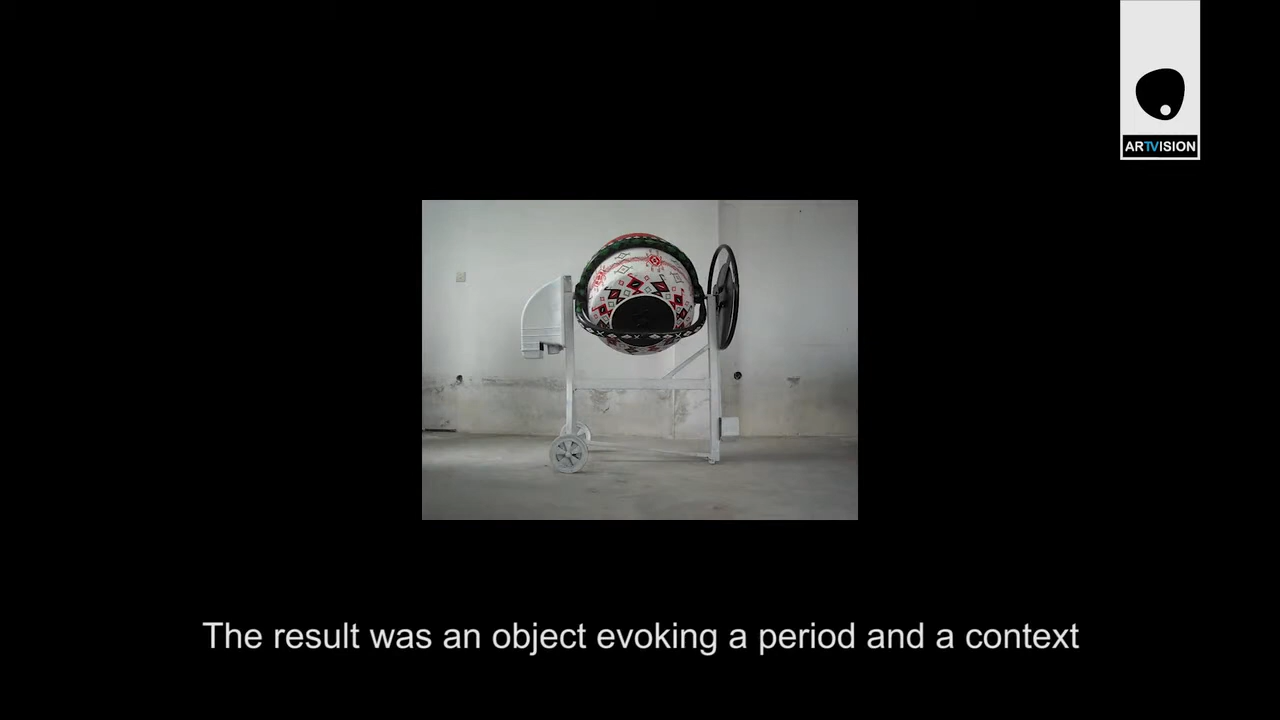 ARTVISION
The result was an object evoking a period and a context